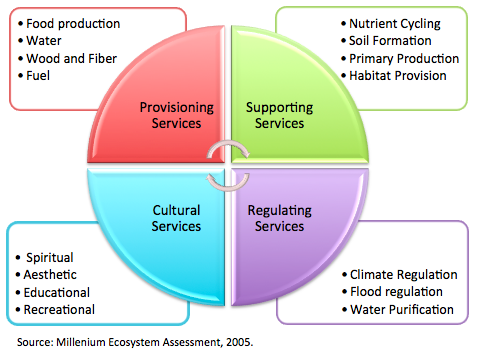 • Food production
• Water
• Wood and Fiber
• Fuel
• Nutrient Cycling
• Soil Formation
• Primary Production
• Habitat Provision
Provisioning
Services
Supporting
Services
Cultural
Services
Regulating
Services
• Spiritual
• Aesthetic
• Educational
• Recreational
• Climate Regulation
• Flood regulation
• Water Purification
Source: Millenium Ecosystem Assessment, 2005.